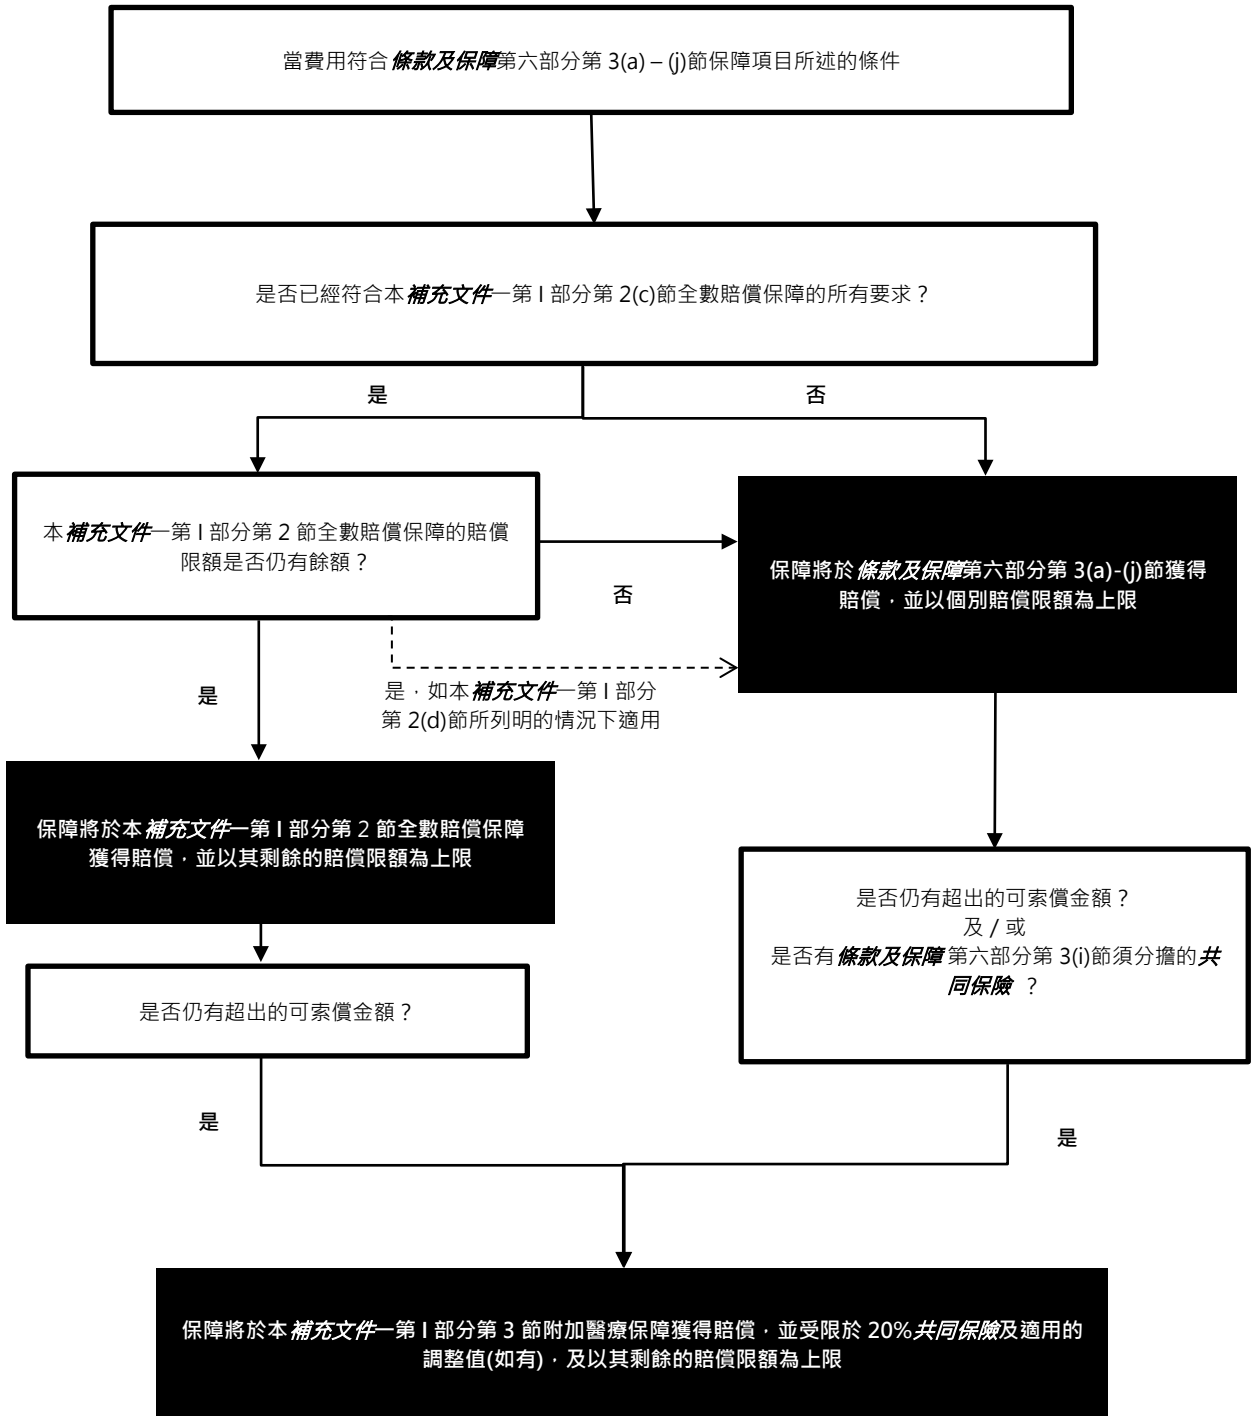 當費用符合條款及保障第六部分第 3(a) – (j)節保障項目所述的條件
是否已經符合本補充文件一第 I 部分第 2(c)節全數賠償保障的所有要求？
是
否
本補充文件一第 I 部分第 2 節全數賠償保障的賠償
限額是否仍有餘額？
否
保障將於條款及保障第六部分第 3(a)-(j)節獲得
賠償，並以個別賠償限額為上限
是
是，如本補充文件一第 I 部分
第 2(d)節所列明的情況下適用
保障將於本補充文件一第 I 部分第 2 節全數賠償保障
獲得賠償，並以其剩餘的賠償限額為上限
是否仍有超出的可索償金額？
及 / 或
是否有條款及保障 第六部分第 3(i)節須分擔的共
同保險 ？
是否仍有超出的可索償金額？
是
是
保障將於本補充文件一第 I 部分第 3 節附加醫療保障獲得賠償，並受限於 20%共同保險及適用的
調整值(如有)，及以其剩餘的賠償限額為上限